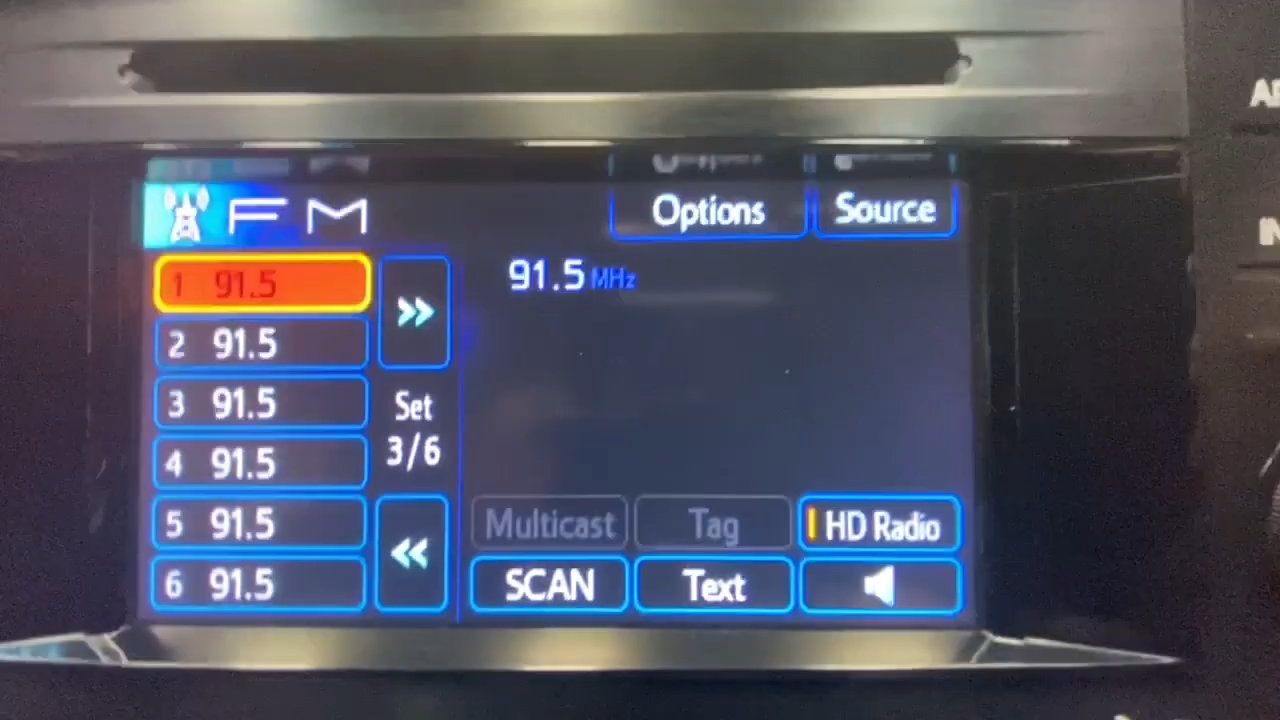 FM
Options
Source
1 91.5
2 91.5
3 91.5
4 91.5
5 91.5
6 91.5
>>
Set
3/6
<<
91.5 MHz
Multicast
Tag
HD Radio
SCAN
Text